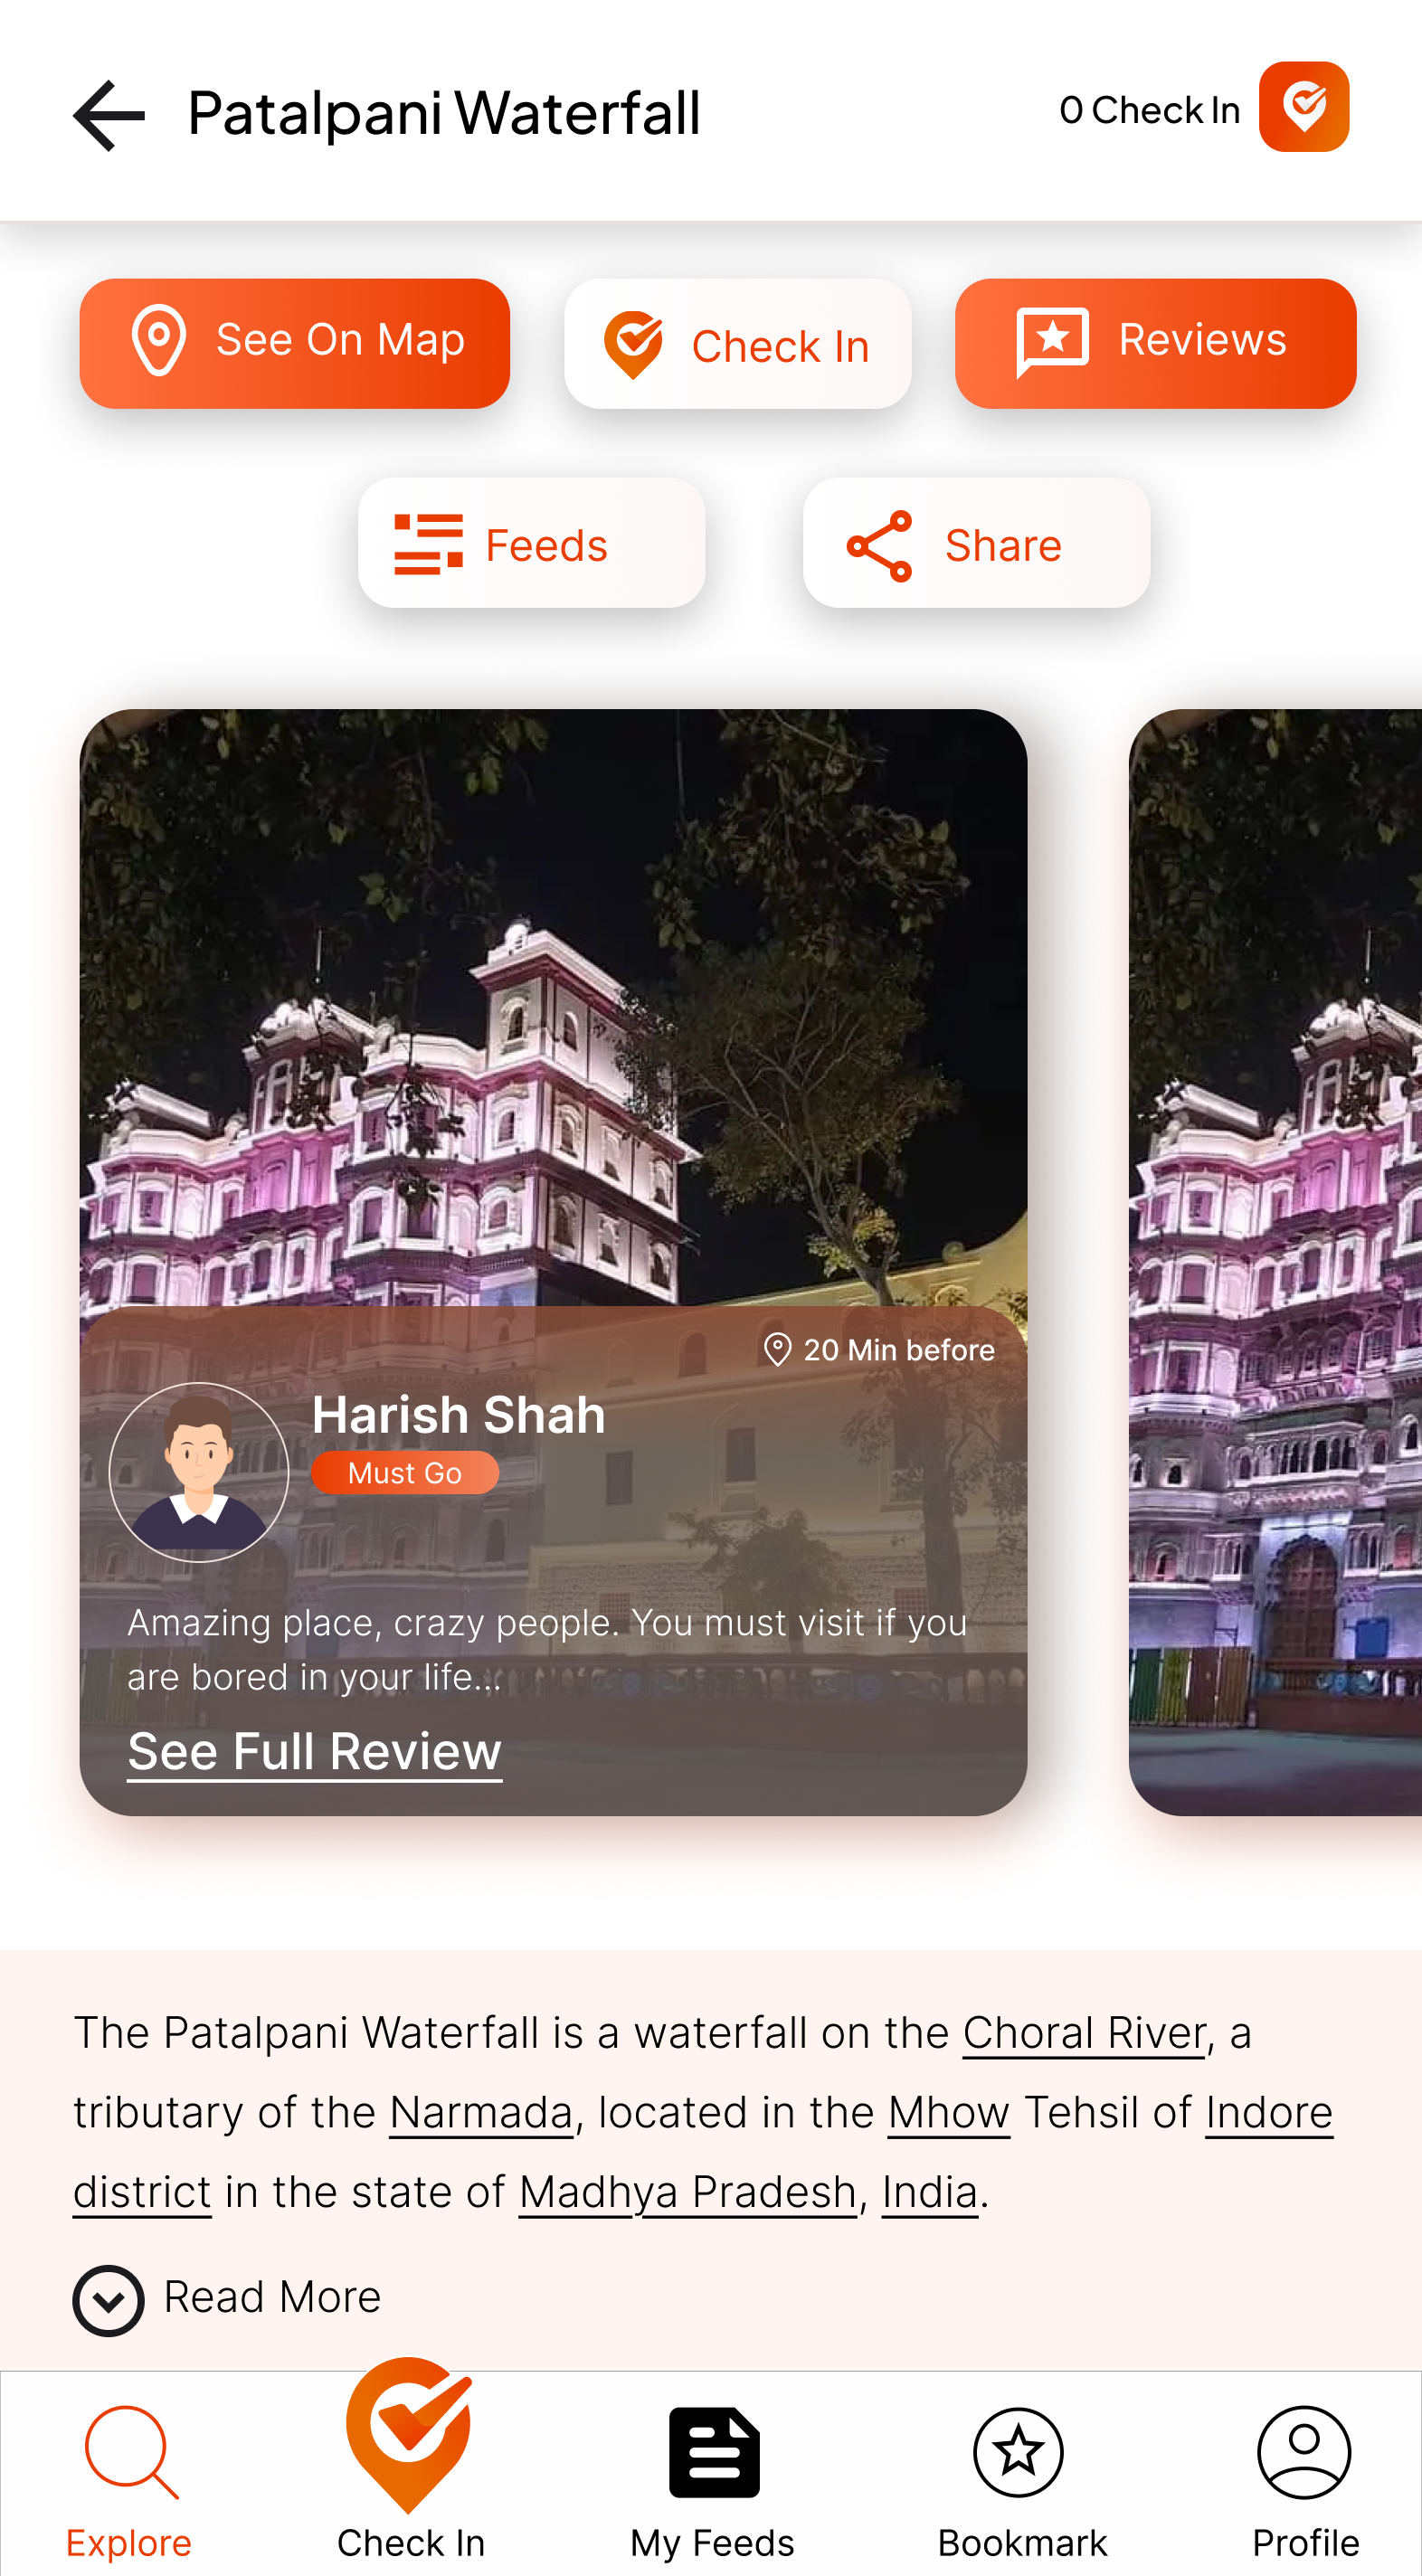 Patalpani Waterfall
0 Check In
See On Map
Check In
Reviews
Feeds
Share
20 Min before
Harish Shah
Must Go
Amazing place, crazy people. You must visit if you
are bored in your life...
See Full Review
The Patalpani Waterfall is a waterfall on the Choral River, a
tributary of the Narmada, located in the Mhow Tehsil of Indore
district in the state of Madhya Pradesh, India.
Read More
Explore
Check In
My Feeds
Bookmark
Profile